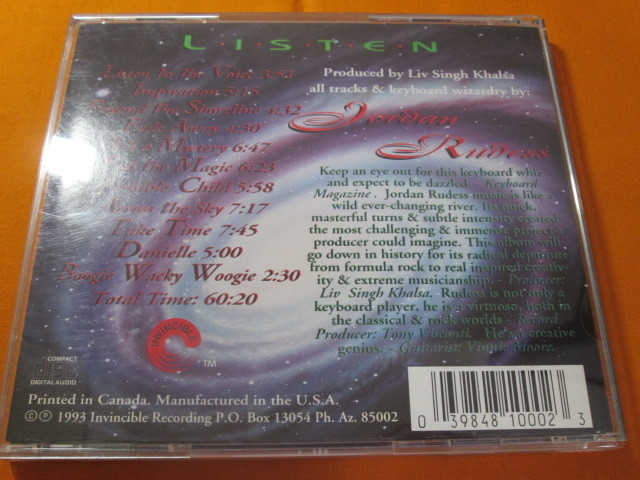 LISTEN
Listen to the Voice 3:51
Inspiration 5:15
Beyond the Shoreline 4:32
Fade Away 4:30
Mystery 6:47
the Magic 6:23
Child 5:58
the Sky 7:17
Take Time 7:45
Danielle 5:00
Boogie Wacky Woogie 2:30
Total Time: 60:20
Produced by Liv Singh Khalsa
all tracks & keyboard wizardry by:
Jordan
Rudess
Keep an eye out for this keyboard whiz
and expect to be dazzled - Keyboard
Magazine. Jordan Rudess music is like a
wild ever-changing river. Its quick,
masterful turns & subtle intensity created
the most challenging & immense project a
producer could imagine. This album will
go down in history for its radical departure
from formula rock to real inspired creativ-
ity & extreme musicianship. - Producer:
Liv Singh Khalsa. Rudess is not only a
keyboard player, he is a virtuoso, both in
the classical & rock worlds - Record
Producer: Tony Visconti. He's a creative
genius. - Guitarist: Vinnie Moore.
INVINCIBLE
TM
COMPACT
disc
DIGITAL AUDIO
Printed in Canada. Manufactured in the U.S.A.
© ℗ 1993 Invincible Recording P.O. Box 13054 Ph. Az. 85002
0 39848 10002 3